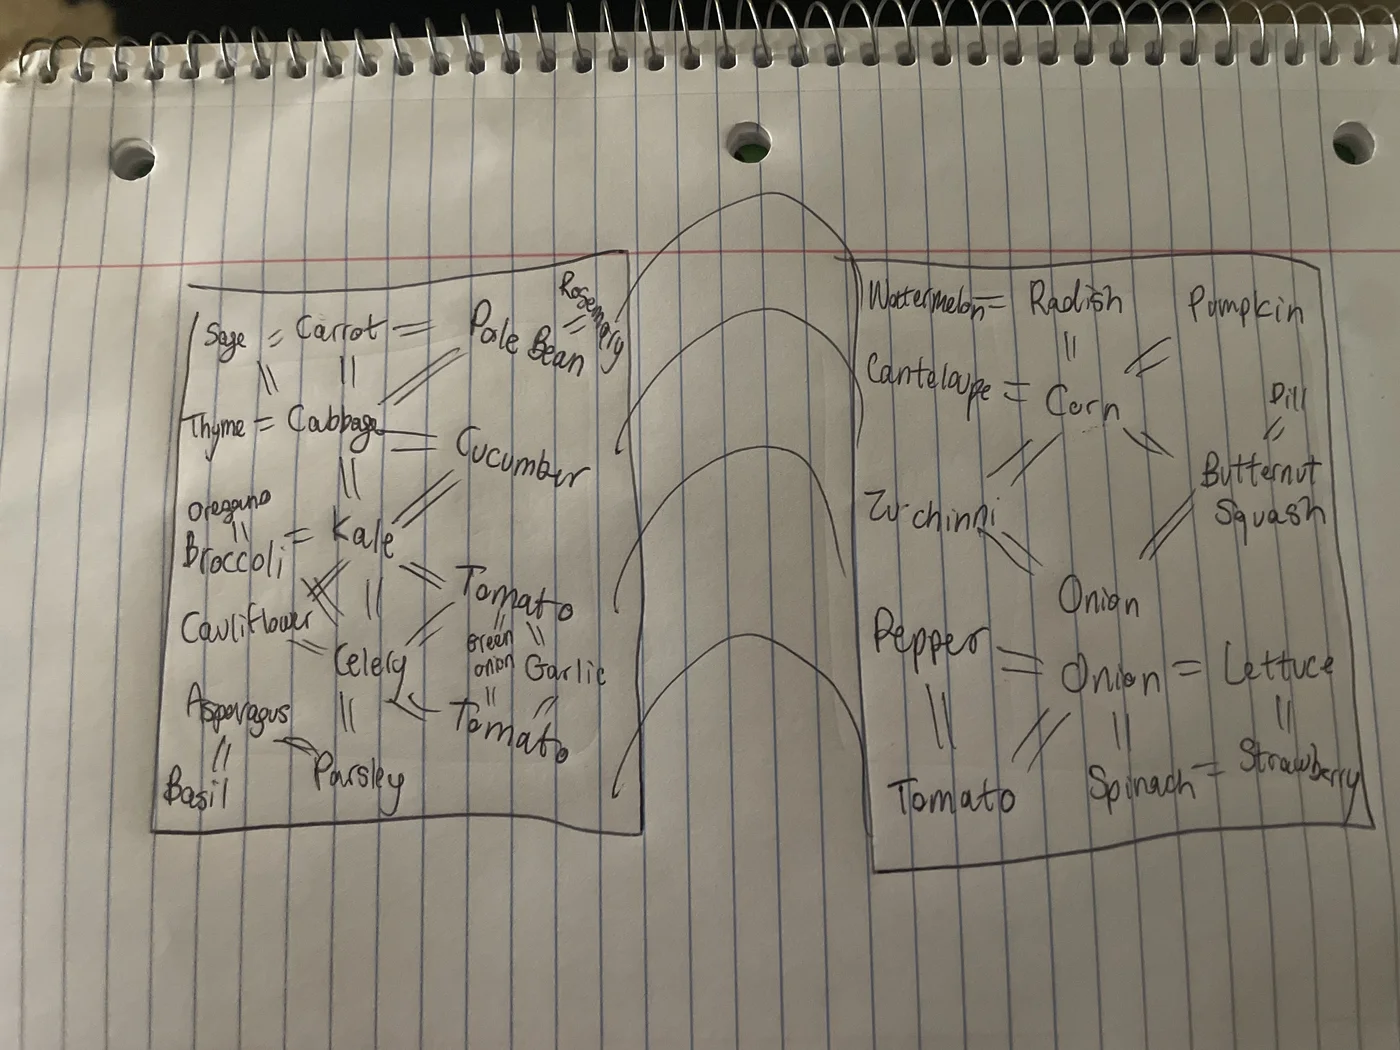 Sage = Carrot = Pole Bean
Rosemary
Thyme = Cabbage = Cucumber
Oregano
Broccoli = Kale
Tomato
Cauliflower
Celery
Green onion
Garlic
Asparagus
Tomato
Basil
Parsley
Watermelon = Radish
Pumpkin
Canteloupe = Corn
Dill
Zuchinni
Butternut
Squash
Onion
Pepper = Onion = Lettuce
Tomato
Spinach = Strawberry